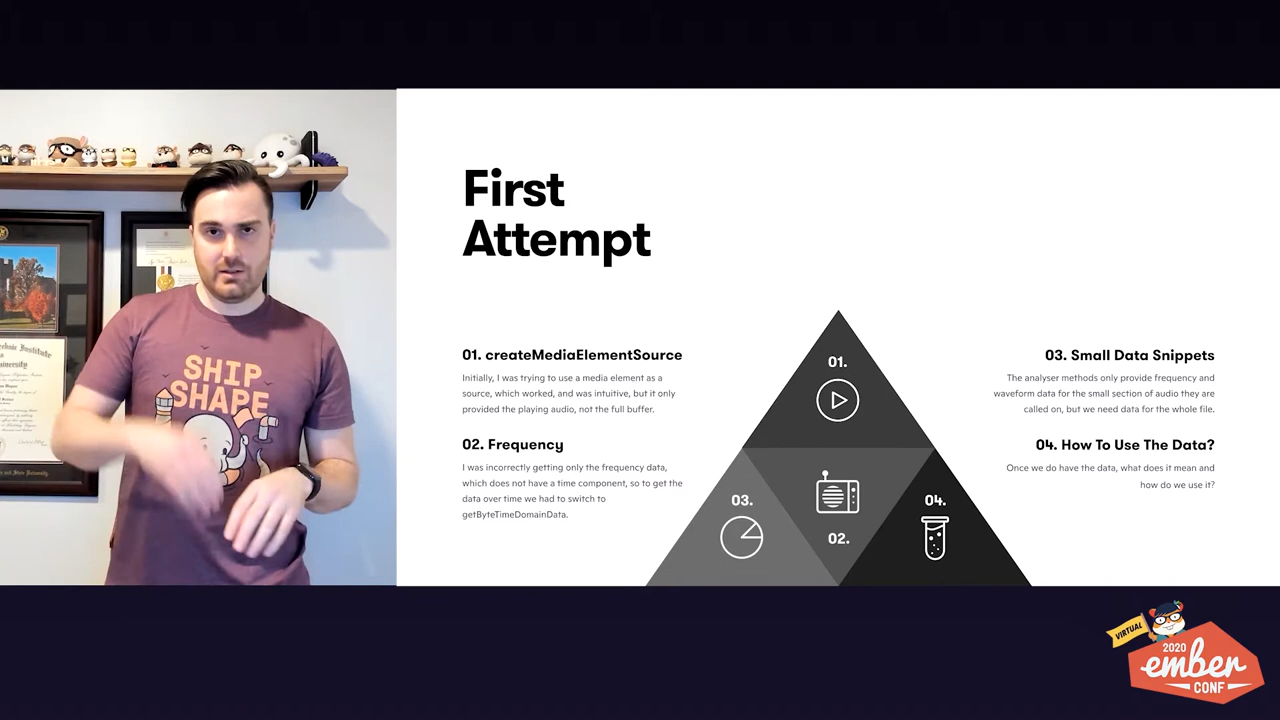 First
Attempt
01. createMediaElementSource
Initially, I was trying to use a media element as a
source, which worked, and was intuitive, but it only
provided the playing audio, not the full buffer.
02. Frequency
I was incorrectly getting only the frequency data,
which does not have a time component, so to get the
data over time we had to switch to
getByteTimeDomainData.
01.
02.
03.
04.
03. Small Data Snippets
The analyser methods only provide frequency and
waveform data for the small section of audio they are
called on, but we need data for the whole file.
04. How To Use The Data?
Once we do have the data, what does it mean and
how do we use it?
SHIP
SHAPE
VIRTUAL
2020
ember
CONF